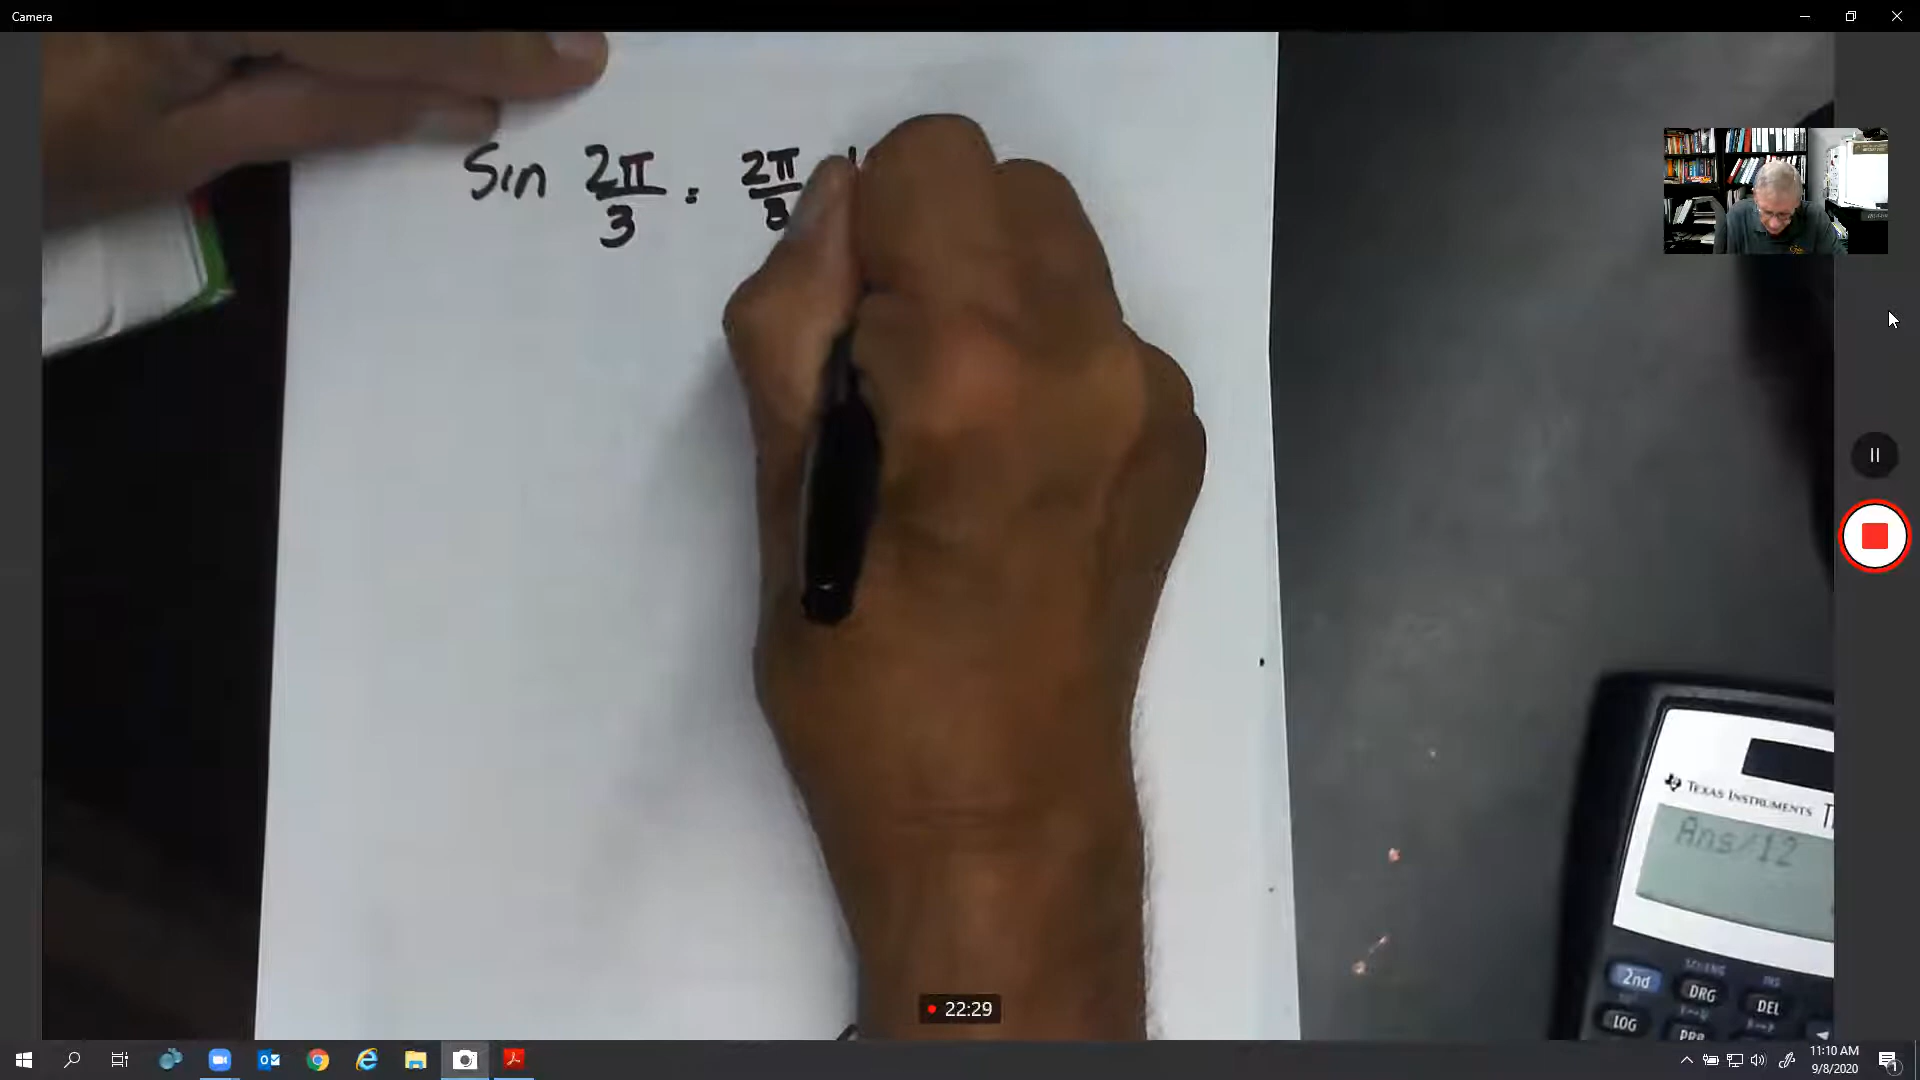 Camera
Sin 2π/3 : 2π/3
TEXAS INSTRUMENTS
Ans/12
2nd
DRG
DEL
LOG
PRB
22:29
11:10 AM
9/8/2020